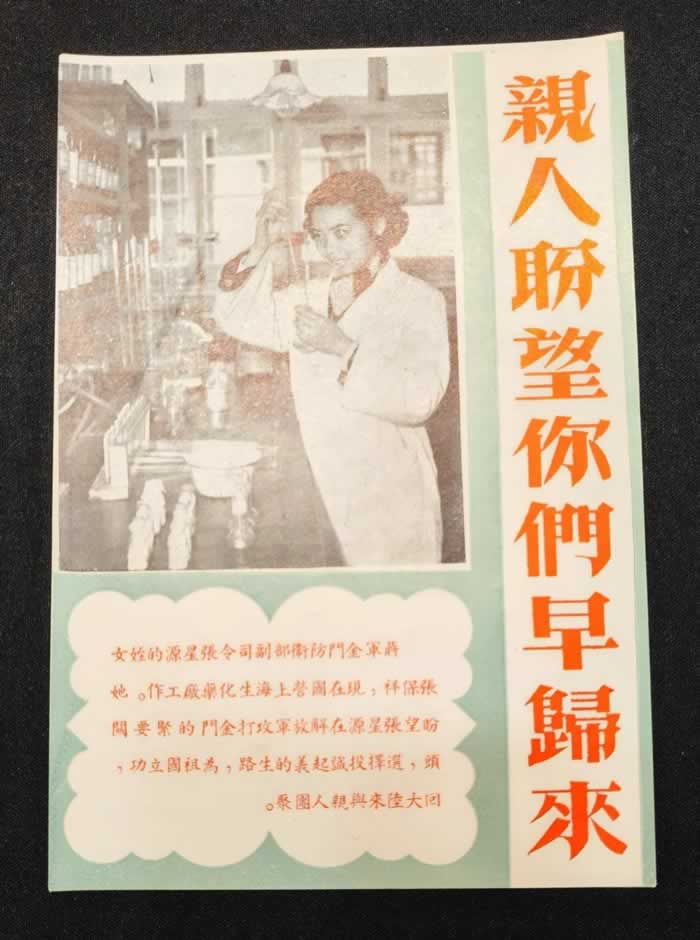 親人盼望你們早歸來
蔣軍金門防衛部副司令張星源的姪女
張保祥，現在國營上海生化藥廠工作。她
盼望張星源在解放軍攻打金門的緊要關
頭，選擇投誠起義的生路，為祖國立功，
回大陸來與親人團聚。